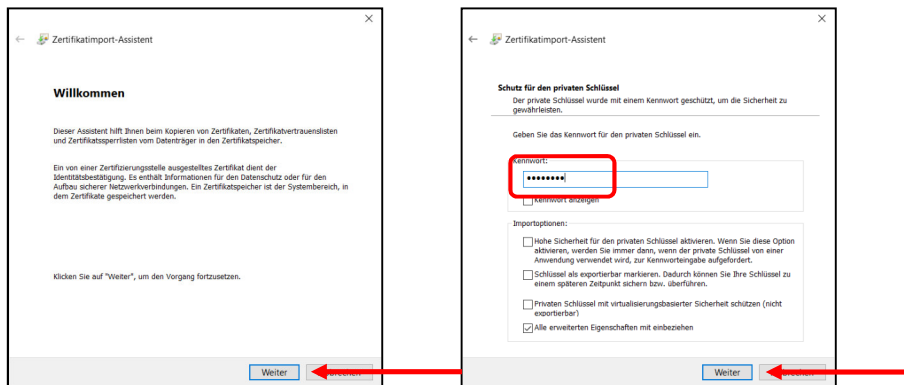 Zertifikatimport-Assistent
Willkommen
Dieser Assistent hilft Ihnen beim Kopieren von Zertifikaten, Zertifikatvertrauenslisten
und Zertifikatssperrlisten vom Datenträger in den Zertifikatspeicher.
Ein von einer Zertifizierungsstelle ausgestelltes Zertifikat dient der
Identitätsbestätigung. Es enthält Informationen für den Datenschutz oder für den
Aufbau sicherer Netzwerkverbindungen. Ein Zertifikatspeicher ist der Systembereich, in
dem Zertifikate gespeichert werden.
Klicken Sie auf "Weiter", um den Vorgang fortzusetzen.
Weiter
Zertifikatimport-Assistent
Schutz für den privaten Schlüssel
Der private Schlüssel wurde mit einem Kennwort geschützt, um die Sicherheit zu
gewährleisten.
Geben Sie das Kennwort für den privaten Schlüssel ein.
Kennwort:
Kennwort anzeigen
Importoptionen:
Hohe Sicherheit für den privaten Schlüssel aktivieren. Wenn Sie diese Option
aktivieren, werden Sie immer dann, wenn der private Schlüssel von einer
Anwendung verwendet wird, zur Kennworteingabe aufgefordert.
Schlüssel als exportierbar markieren. Dadurch können Sie Ihre Schlüssel zu
einem späteren Zeitpunkt sichern bzw. überführen.
Privaten Schlüssel mit virtualisierungsbasierter Sicherheit schützen (nicht
exportierbar)
Alle erweiterten Eigenschaften mit einbeziehen
Weiter